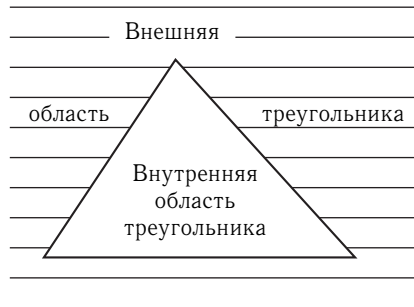 Внешняя
область треугольника
Внутренняя
область
треугольника